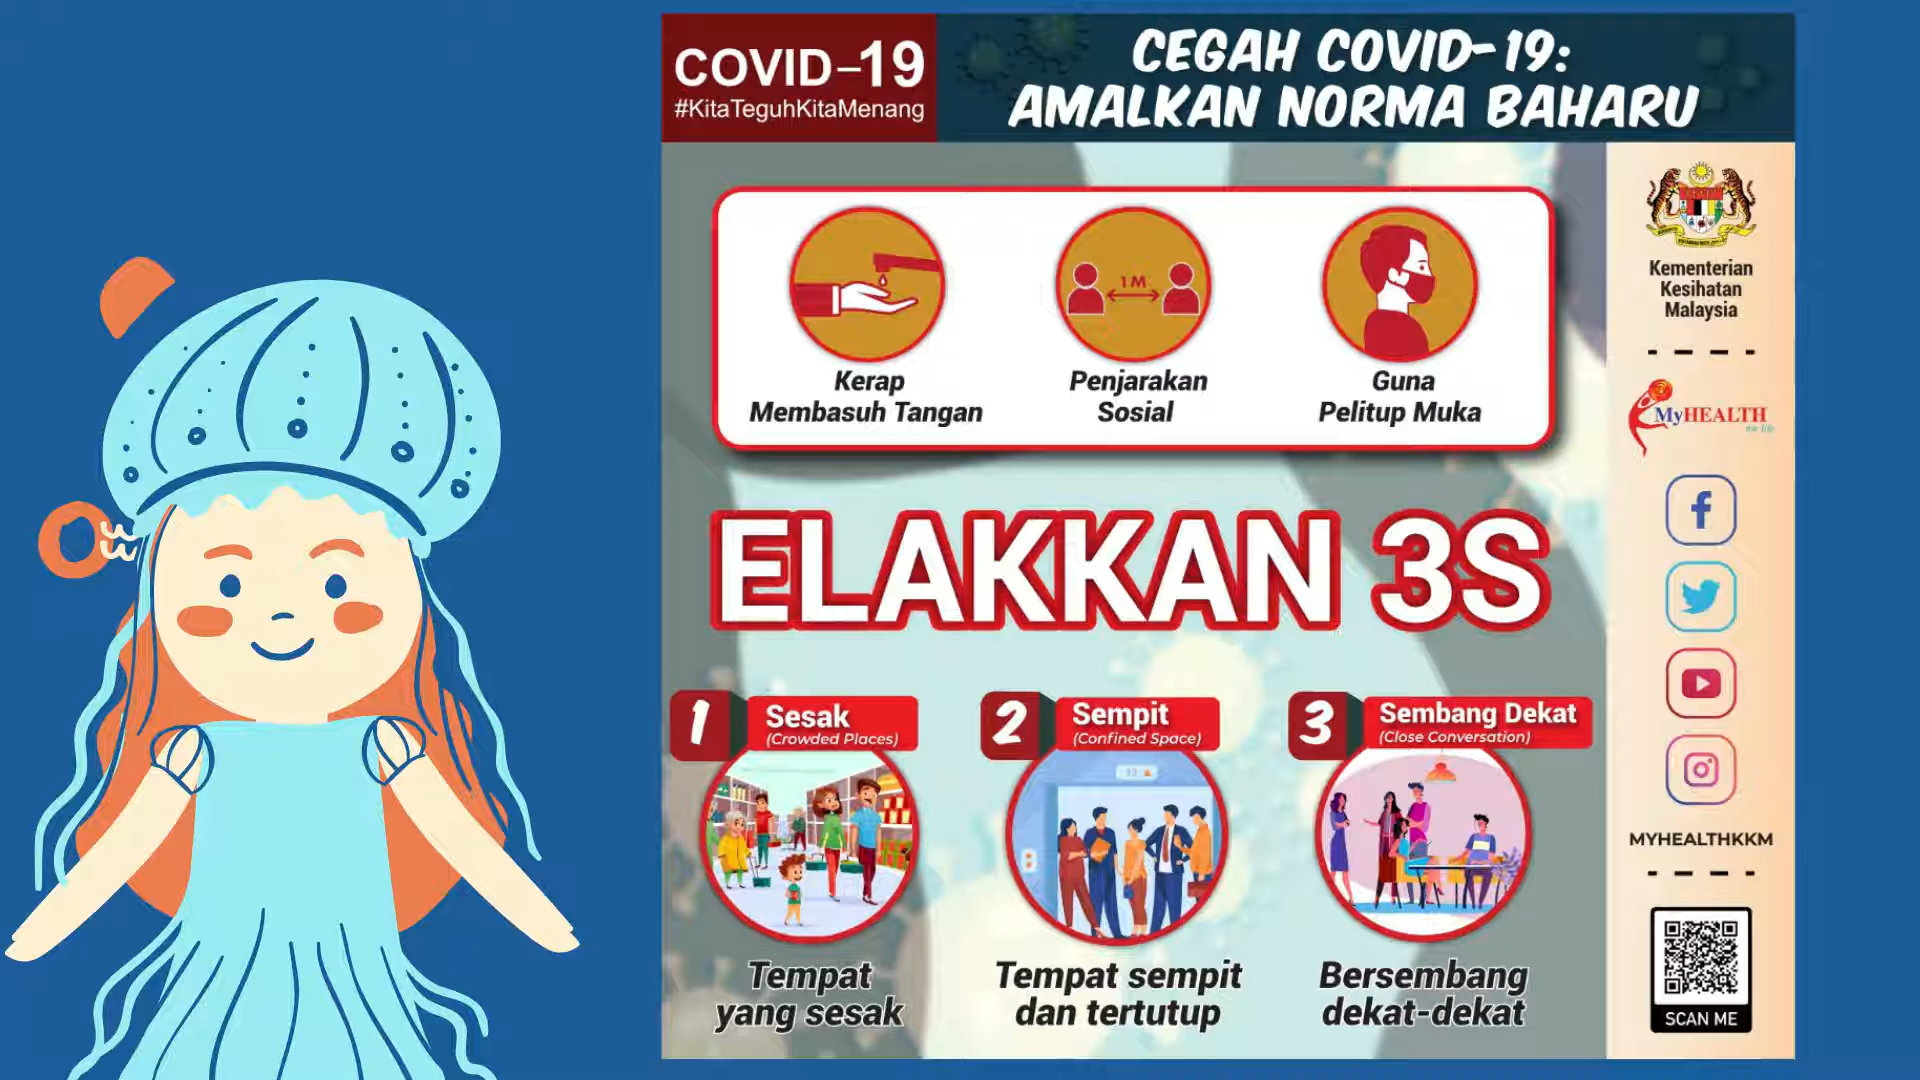 COVID-19
#KitaTeguhKitaMenang
CEGAH COVID-19:
AMALKAN NORMA BAHARU
Kerap
Membasuh Tangan
1M
Penjarakan
Sosial
Guna
Pelitup Muka
ELAKKAN 3S
1
Sesak
(Crowded Places)
Tempat
yang sesak
2
Sempit
(Confined Space)
Tempat sempit
dan tertutup
3
Sembang Dekat
(Close Conversation)
Bersembang
dekat-dekat
Kementerian
Kesihatan
Malaysia
MyHEALTH
for life
MYHEALTHKKM
SCAN ME